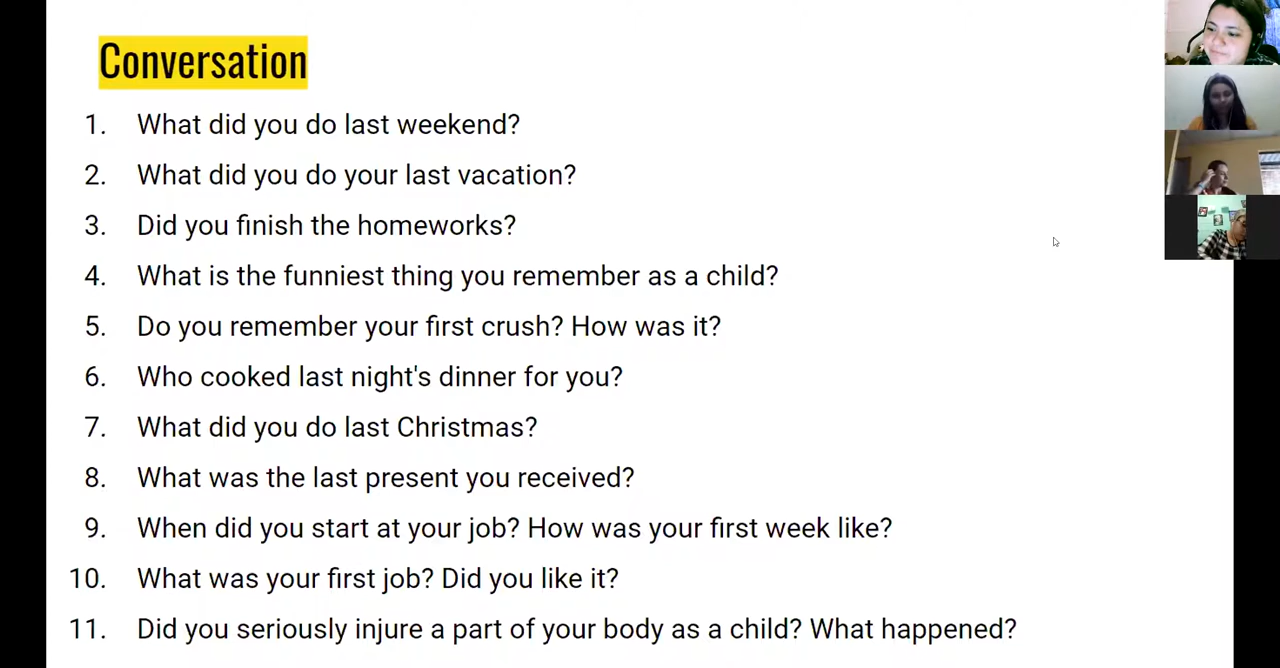 Conversation
1. What did you do last weekend?
2. What did you do your last vacation?
3. Did you finish the homeworks?
4. What is the funniest thing you remember as a child?
5. Do you remember your first crush? How was it?
6. Who cooked last night's dinner for you?
7. What did you do last Christmas?
8. What was the last present you received?
9. When did you start at your job? How was your first week like?
10. What was your first job? Did you like it?
11. Did you seriously injure a part of your body as a child? What happened?